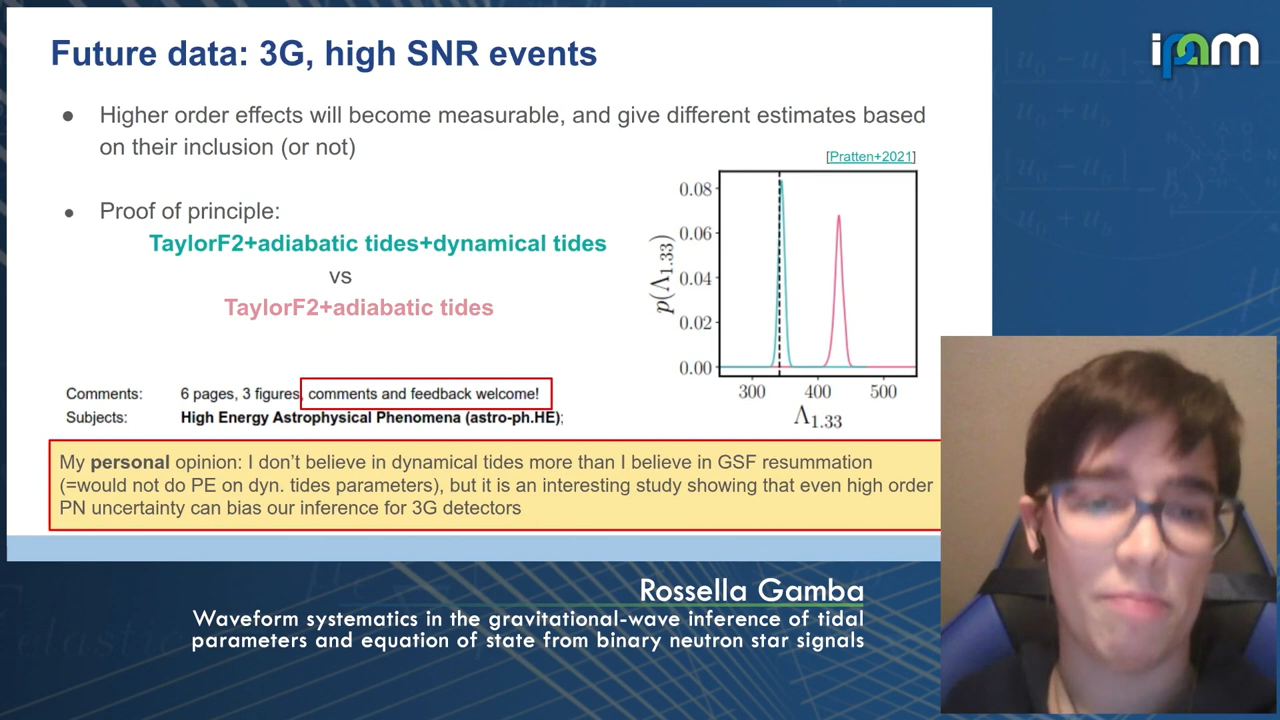 Future data: 3G, high SNR events
● Higher order effects will become measurable, and give different estimates based
on their inclusion (or not)
[Pratten+2021]
● Proof of principle:
TaylorF2+adiabatic tides+dynamical tides
vs
TaylorF2+adiabatic tides
0.08
0.06
0.04
0.02
0.00
p(Λ1.33)
300 400 500
Λ1.33
Comments: 6 pages, 3 figures, comments and feedback welcome!
Subjects: High Energy Astrophysical Phenomena (astro-ph.HE);
My personal opinion: I don't believe in dynamical tides more than I believe in GSF resummation
(=would not do PE on dyn. tides parameters), but it is an interesting study showing that even high order
PN uncertainty can bias our inference for 3G detectors
ipam
Rossella Gamba
Waveform systematics in the gravitational-wave inference of tidal
parameters and equation of state from binary neutron star signals